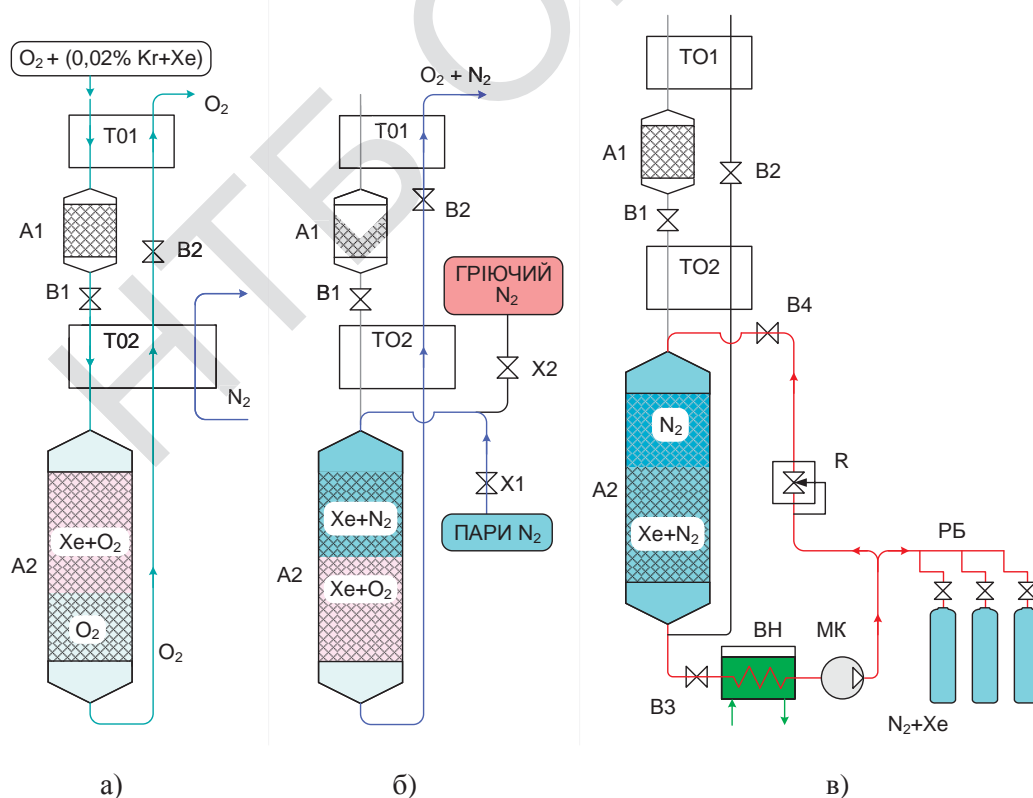 O₂ + (0,02% Kr+Xe)
O₂
T01
A1
B2
B1
T02
N₂
Xe+O₂
A2
O₂
O₂
а)
O₂ + N₂
T01
B2
A1
ГРІЮЧИЙ
N₂
B1
TO2
X2
X1
Xe+N₂
ПАРИ N₂
A2
Xe+O₂
б)
TO1
A1
B2
B1
TO2
B4
N₂
R
A2
Xe+N₂
РБ
ВН
МК
B3
N₂+Xe
в)
НТБ